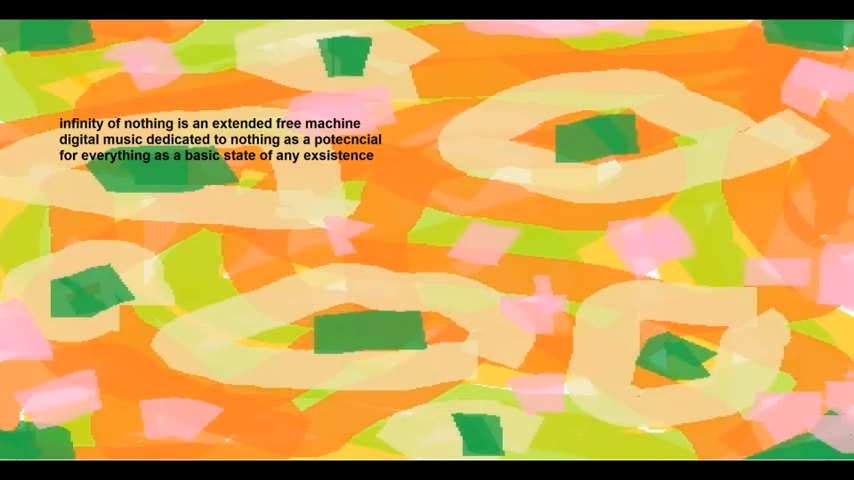 infinity of nothing is an extended free machine
digital music dedicated to nothing as a potecncial
for everything as a basic state of any exsistence